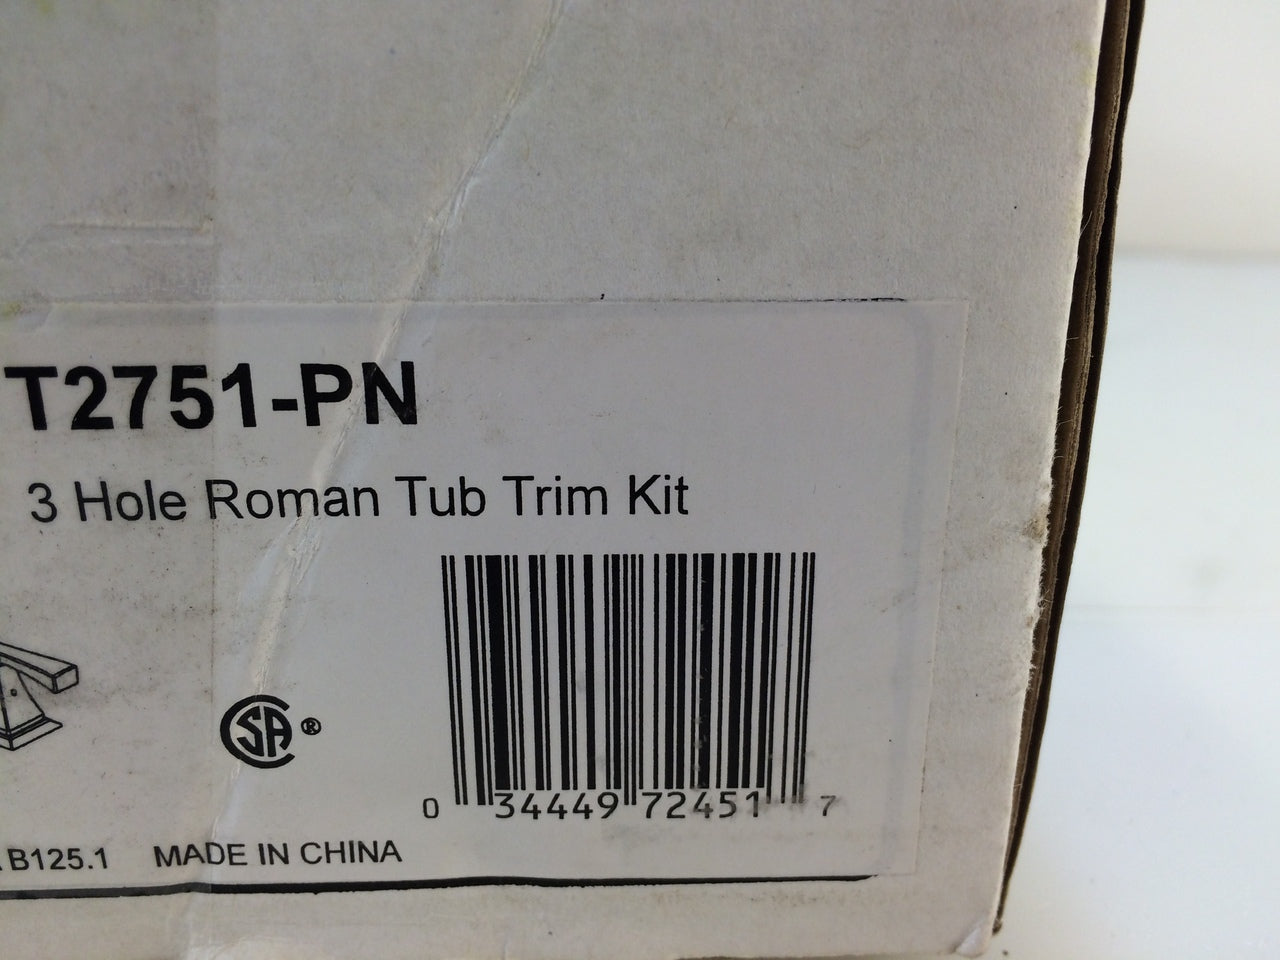 T2751-PN
3 Hole Roman Tub Trim Kit
SA®
0 34449 72451 7
B125.1 MADE IN CHINA